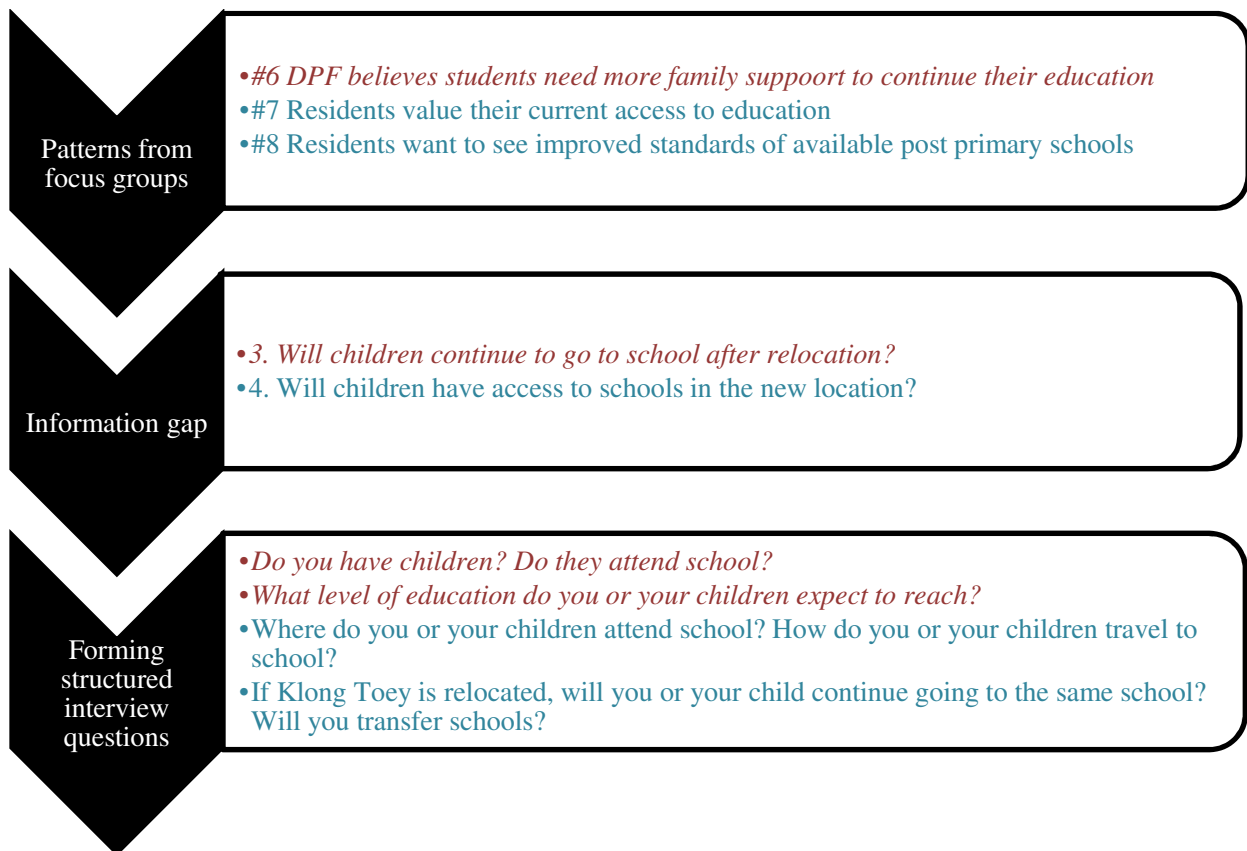 Patterns from
focus groups
•#6 DPF believes students need more family suppoort to continue their education
•#7 Residents value their current access to education
•#8 Residents want to see improved standards of available post primary schools
Information gap
•3. Will children continue to go to school after relocation?
•4. Will children have access to schools in the new location?
Forming
structured
interview
questions
•Do you have children? Do they attend school?
•What level of education do you or your children expect to reach?
•Where do you or your children attend school? How do you or your children travel to
school?
•If Klong Toey is relocated, will you or your child continue going to the same school?
Will you transfer schools?